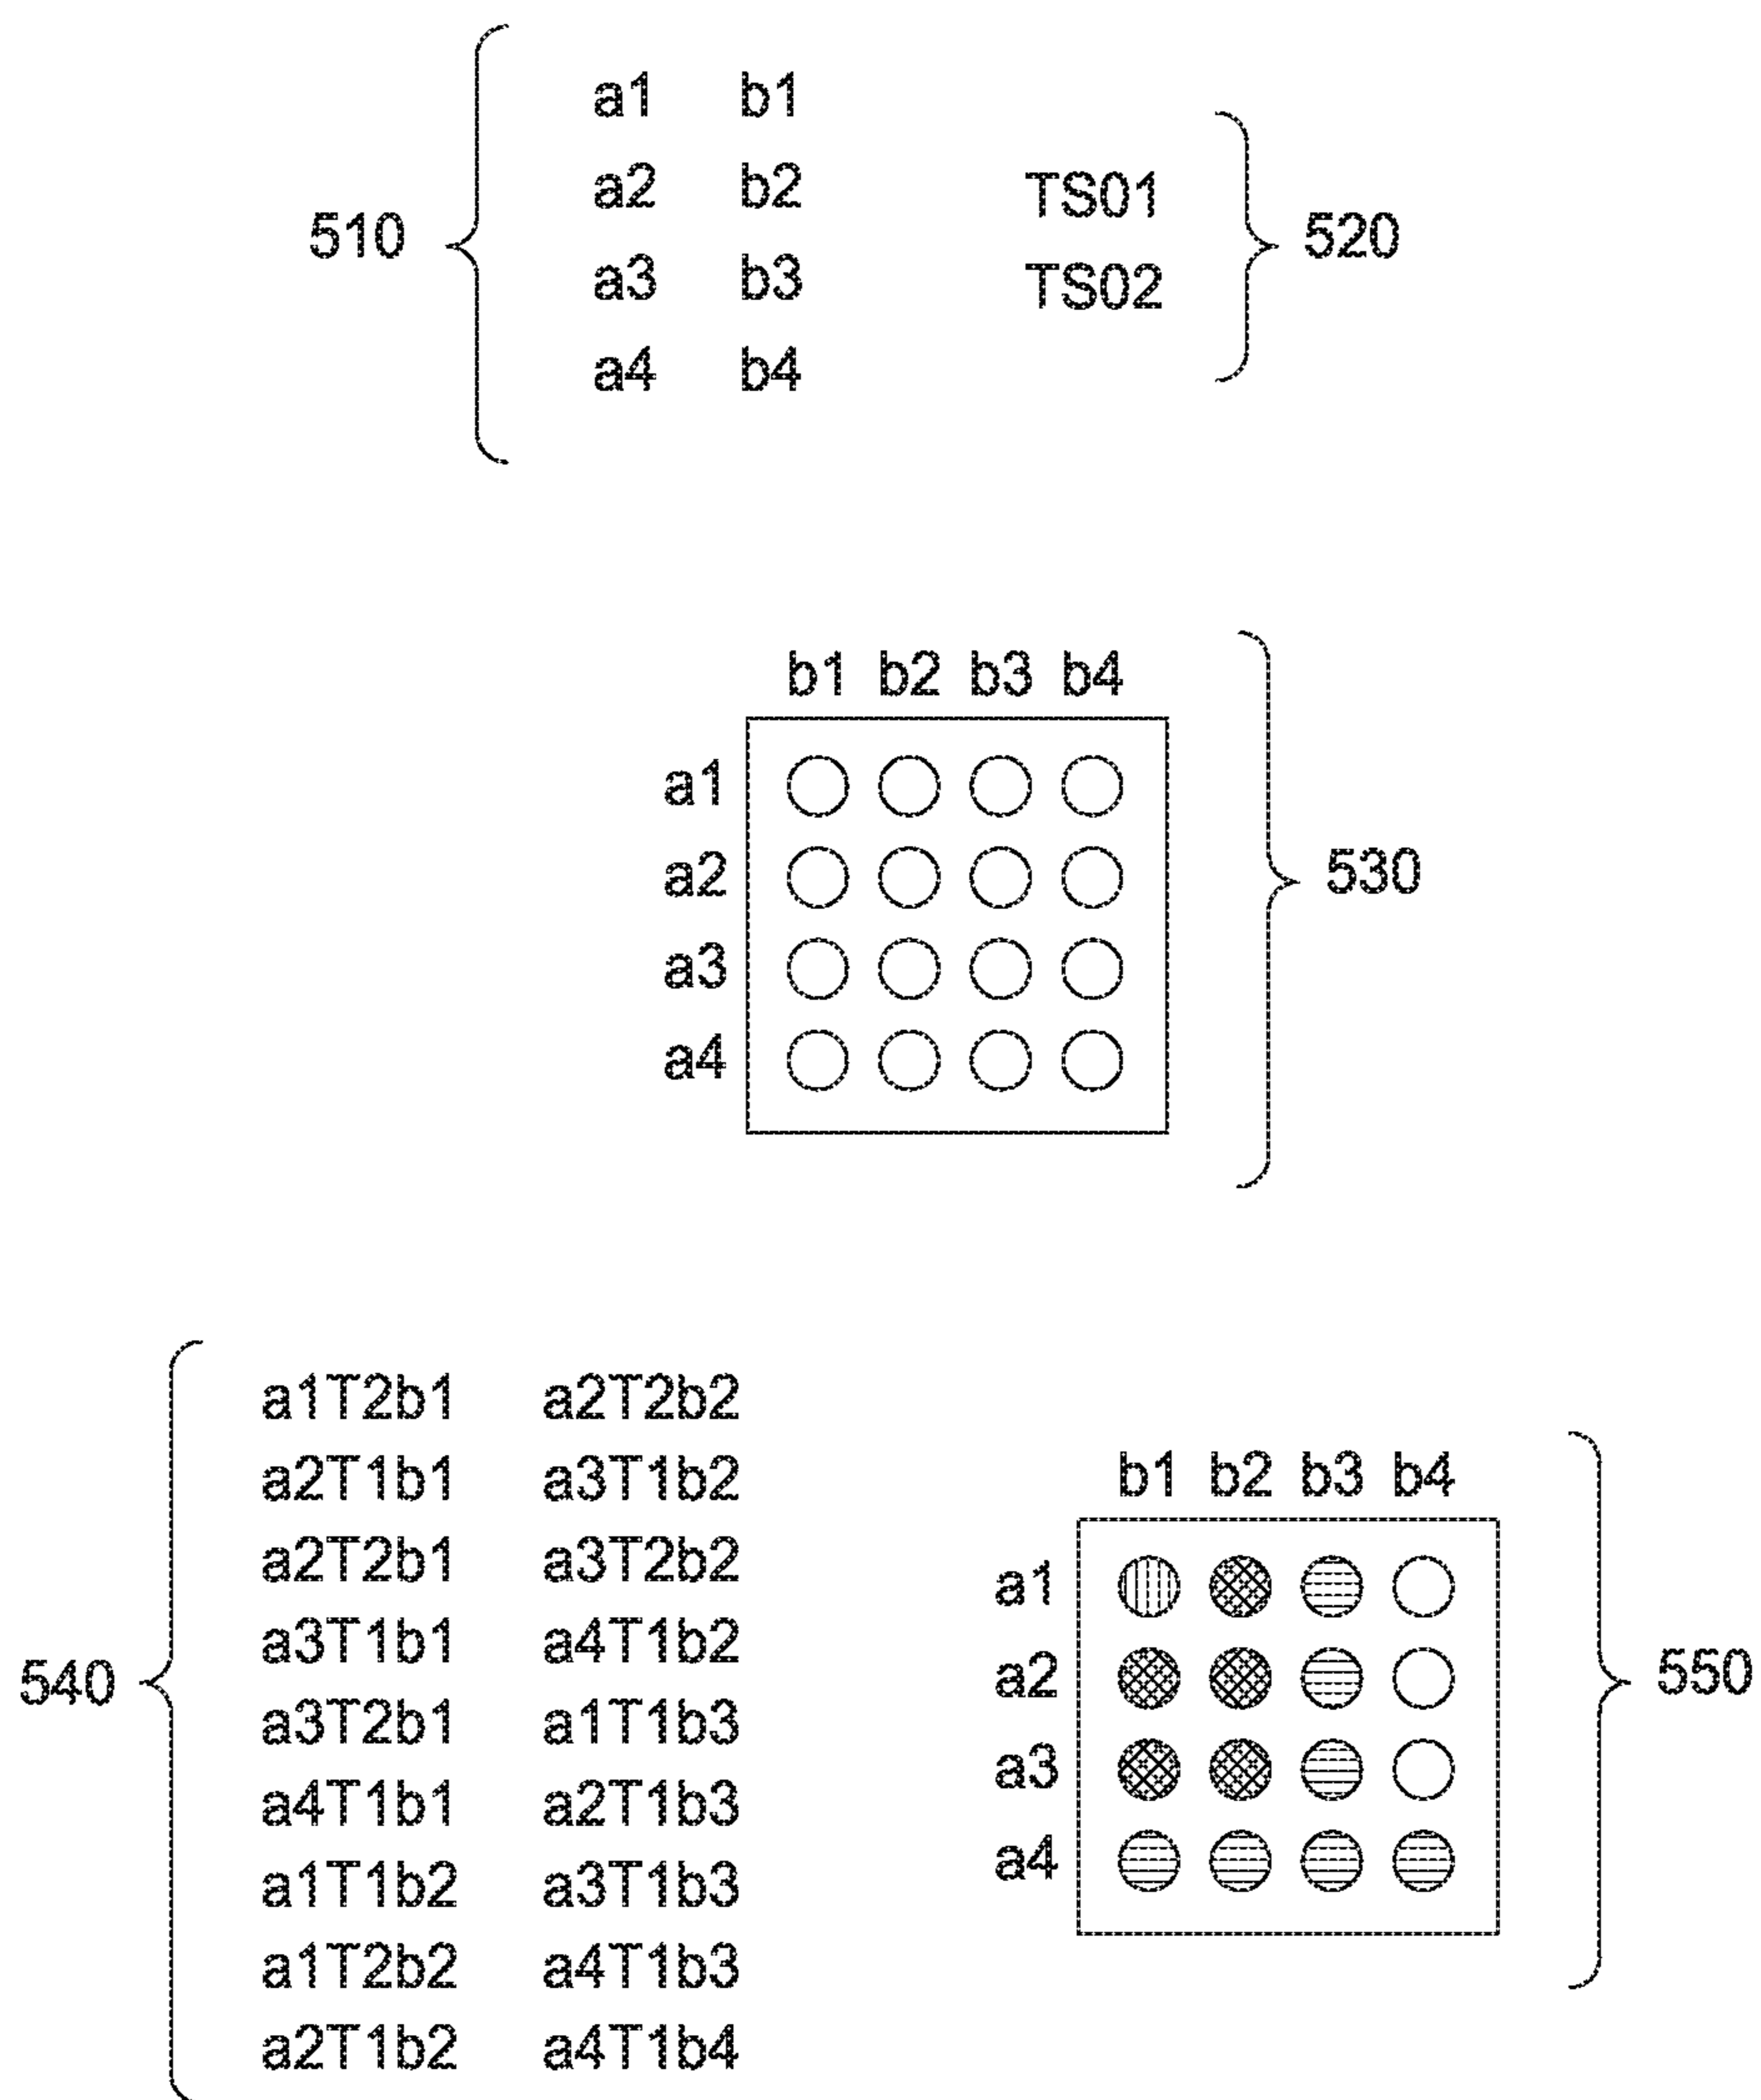 a1 b1
a2 b2
TS01
510
520
a3 b3
TS02
a4 b4
b1 b2 b3 b4
a1
a2
530
a3
a4
a1T2b1 a2T2b2
a2T1b1 a3T1b2
a2T2b1 a3T2b2
a3T1b1 a4T1b2
540
a3T2b1 a1T1b3
a4T1b1 a2T1b3
a1T1b2 a3T1b3
a1T2b2 a4T1b3
a2T1b2 a4T1b4
b1 b2 b3 b4
a1
a2
550
a3
a4